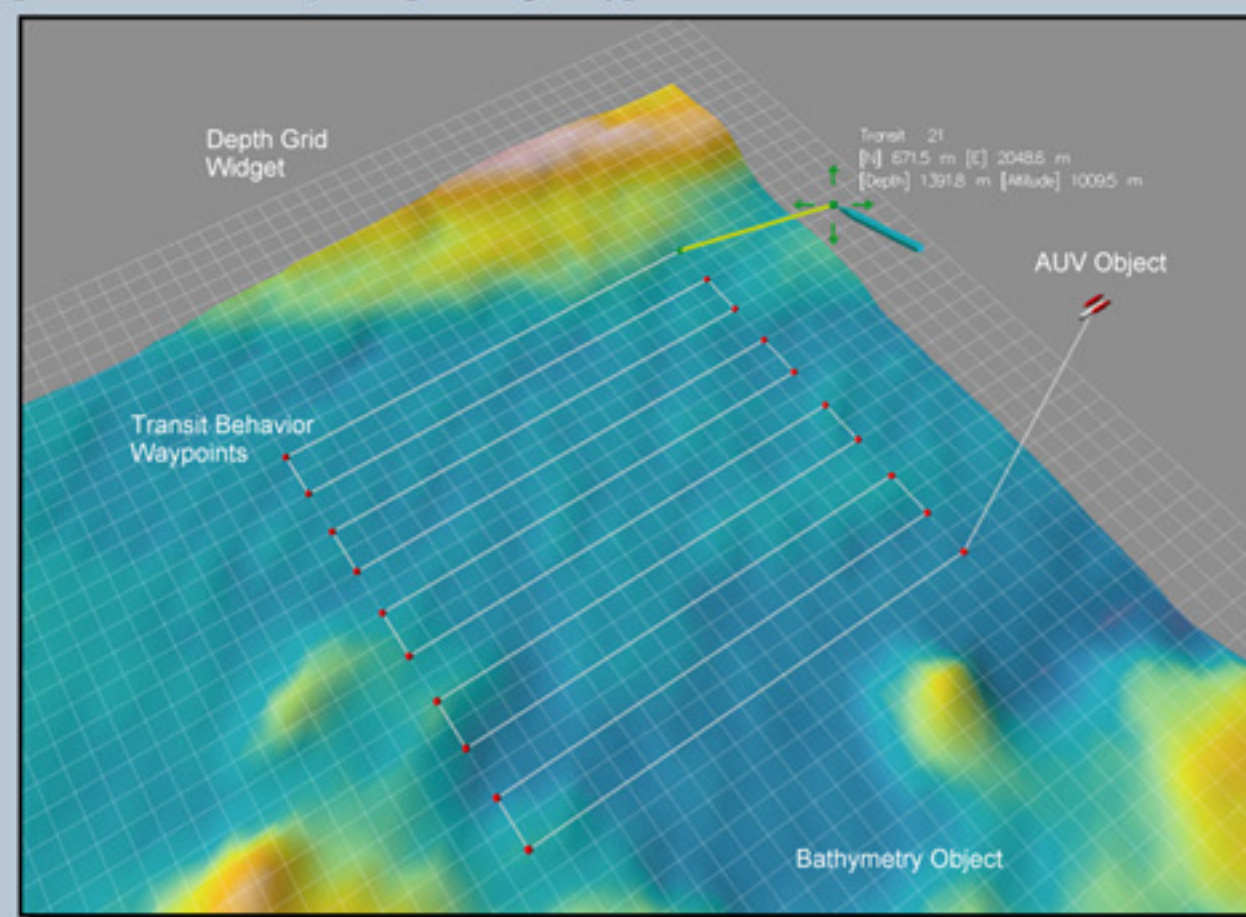 Depth Grid
Widget
Transit 21
[N] 671.5 m [E] 2048.6 m
[Depth] 1391.8 m [Altitude] 1009.5 m
AUV Object
Transit Behavior
Waypoints
Bathymetry Object